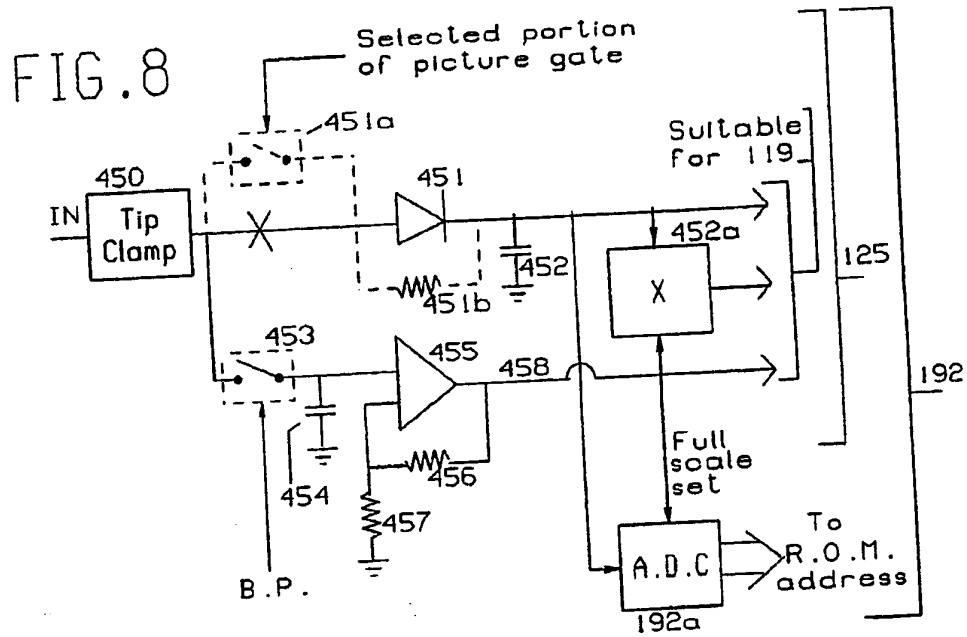 FIG.8
Selected portion
of picture gate
451a
450
IN
Tip
Clamp
451
Suitable
for 119
452a
452
X
125
451b
453
455
458
192
454
456
457
Full
scale
set
B.P.
A.D.C
To
R.O.M.
address
192a